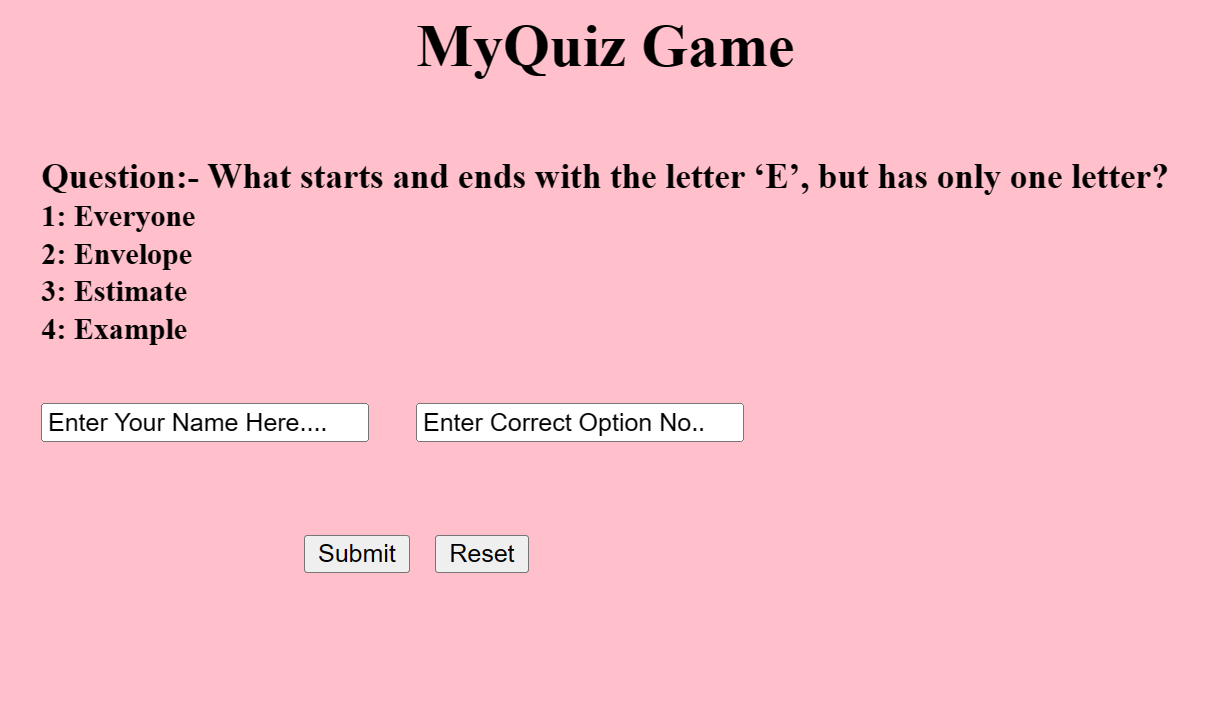 MyQuiz Game
Question:- What starts and ends with the letter ‘E’, but has only one letter?
1: Everyone
2: Envelope
3: Estimate
4: Example
Enter Your Name Here.... Enter Correct Option No..
Submit Reset